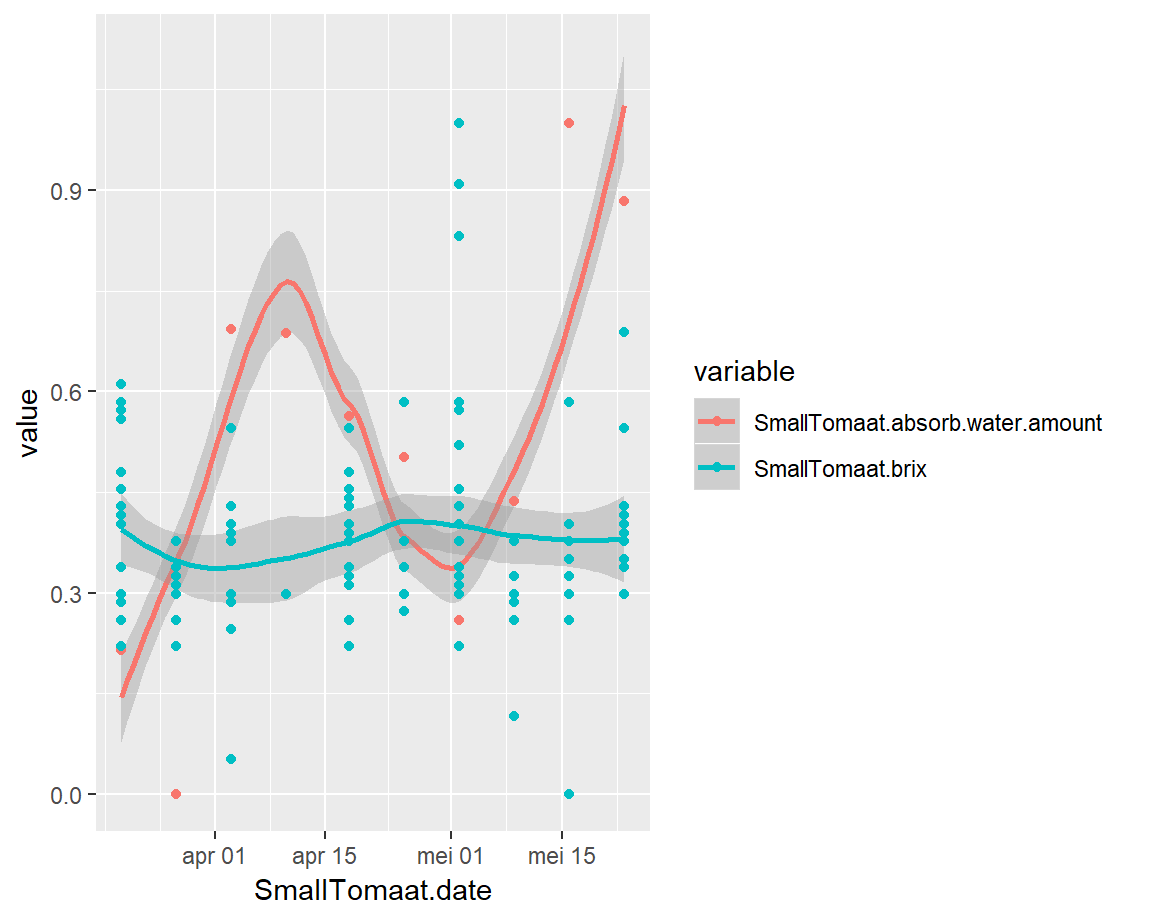 value
0.9
0.6
0.3
0.0
apr 01
apr 15
mei 01
mei 15
SmallTomaat.date
variable
SmallTomaat.absorb.water.amount
SmallTomaat.brix